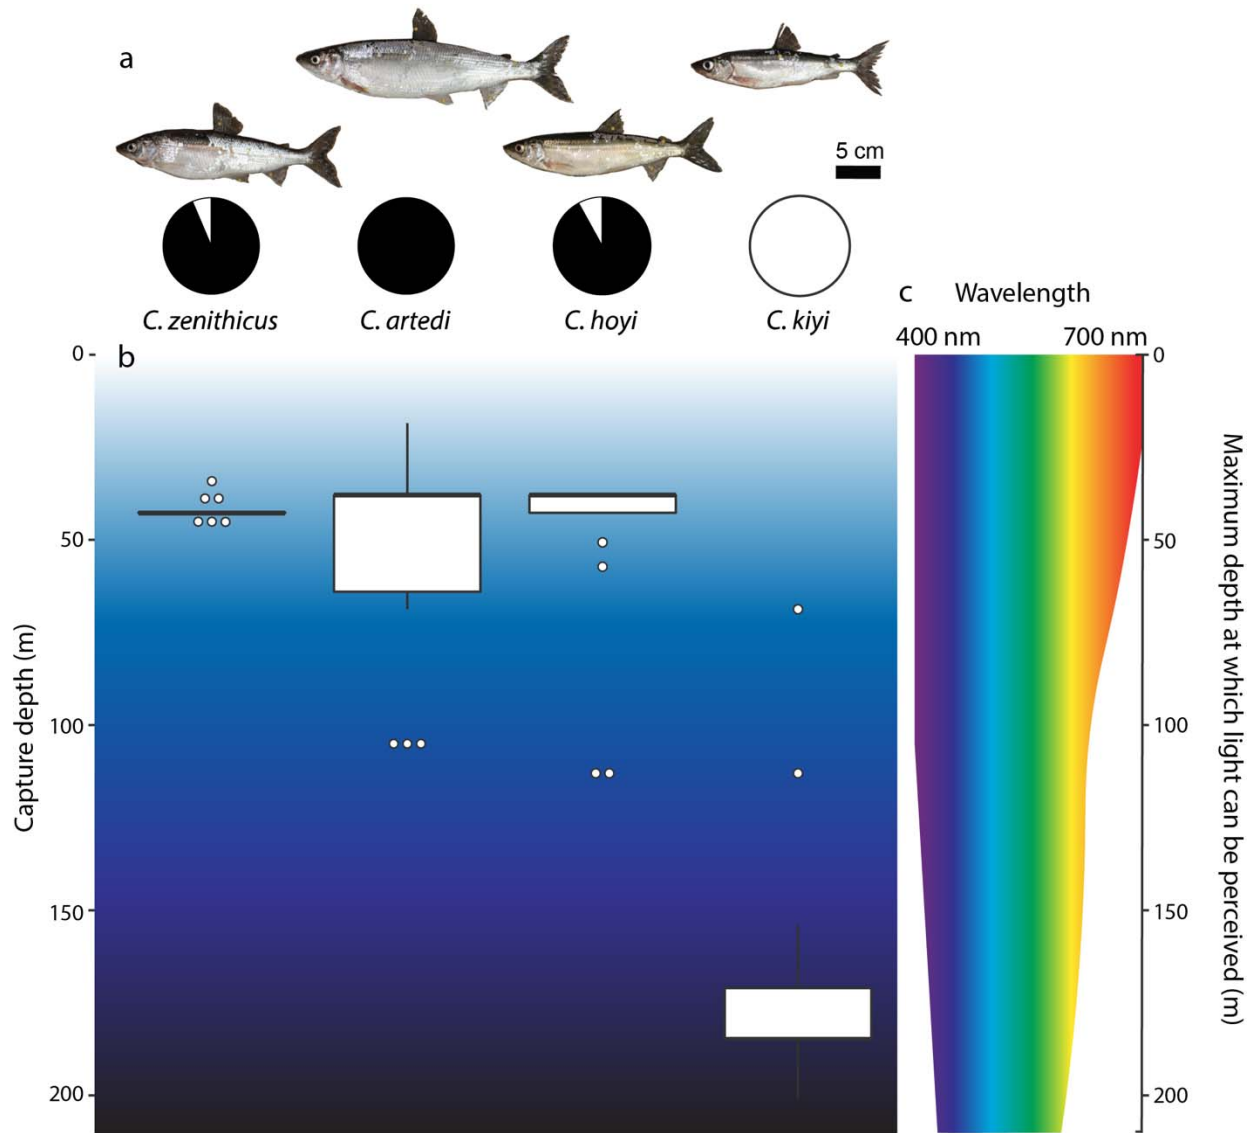 a
5 cm
C. zenithicus
C. artedi
C. hoyi
C. kiyi
b
Capture depth (m)
0
50
100
150
200
c
Wavelength
400 nm
700 nm
0
50
100
150
200
Maximum depth at which light can be perceived (m)